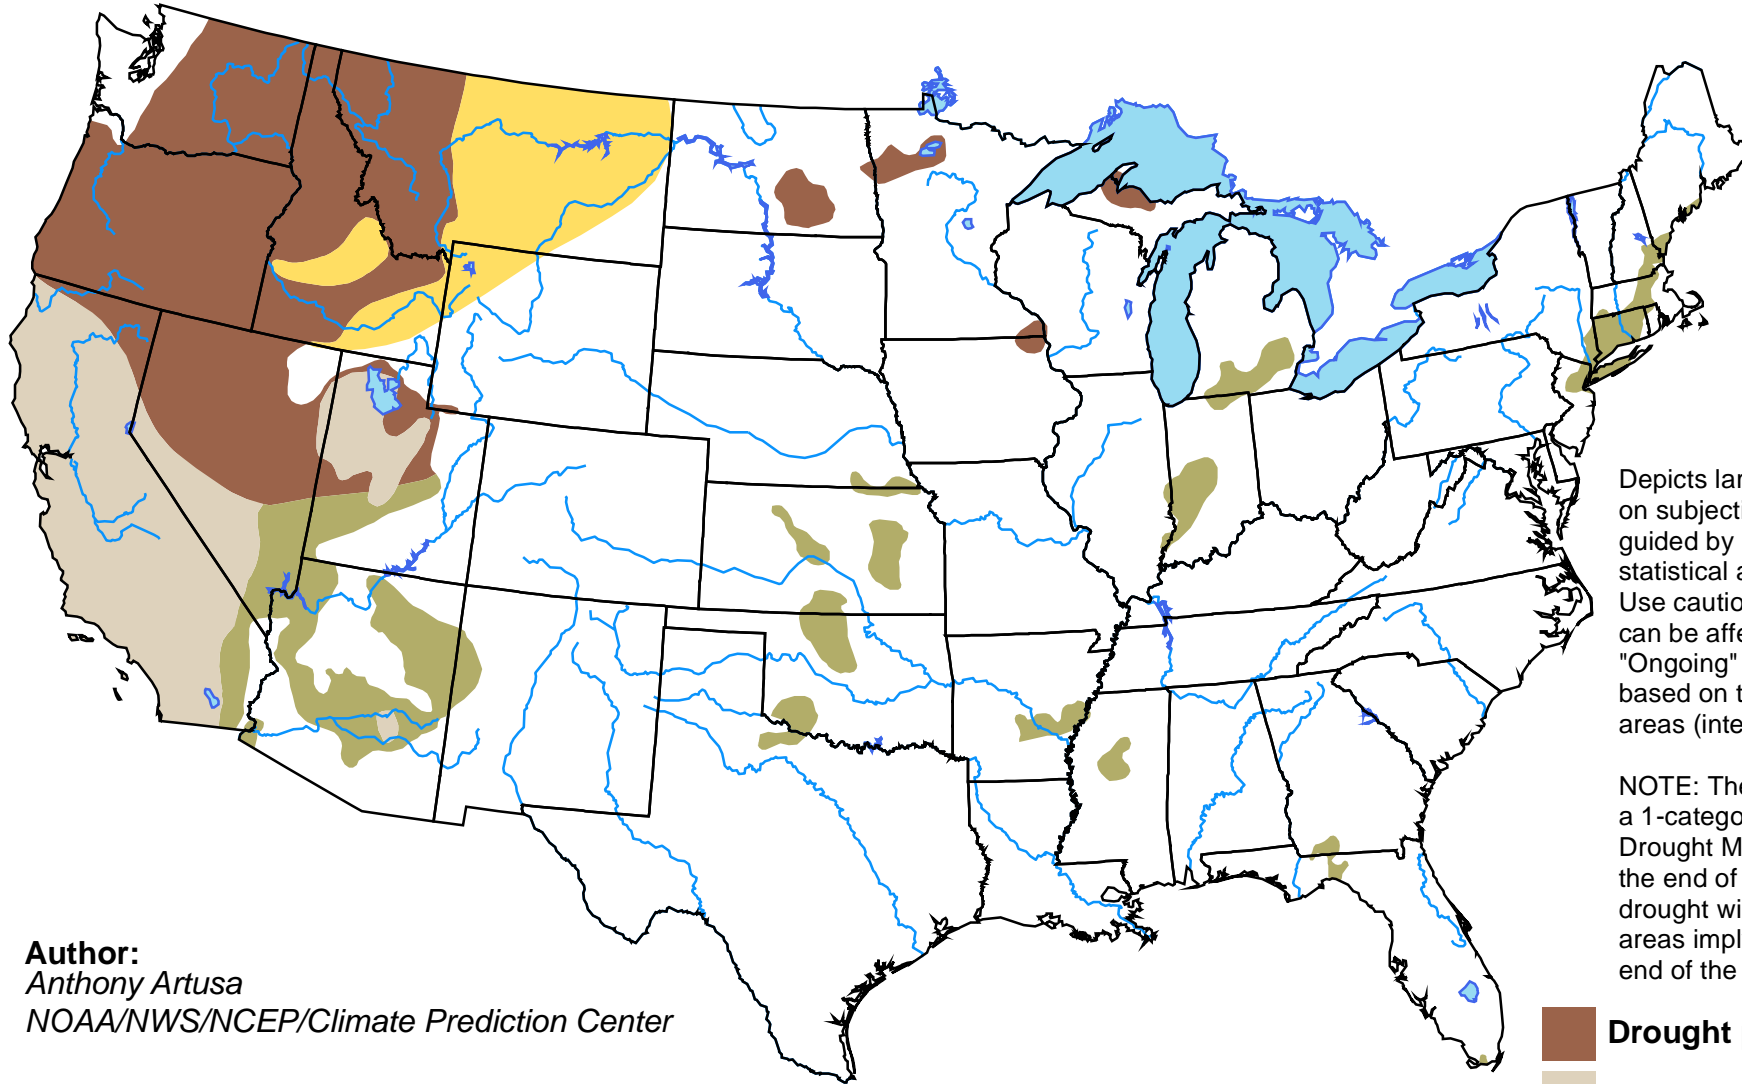 Depicts lar
on subjecti
guided by
statistical a
Use cautio
can be affe
"Ongoing"
based on t
areas (inte
NOTE: The
a 1-catego
Drought M
the end of
drought wi
areas impl
end of the
Author:
Anthony Artusa
NOAA/NWS/NCEP/Climate Prediction Center
Drought